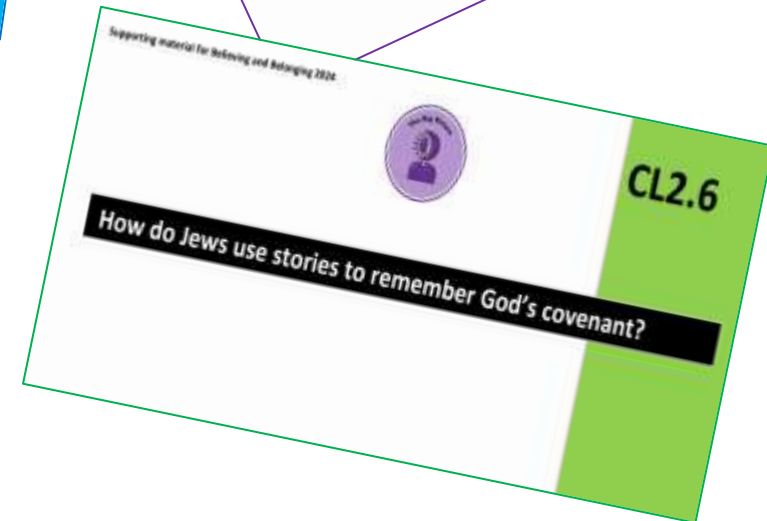 Supporting material for Believing and Belonging 2024
CL2.6
How do Jews use stories to remember God's covenant?